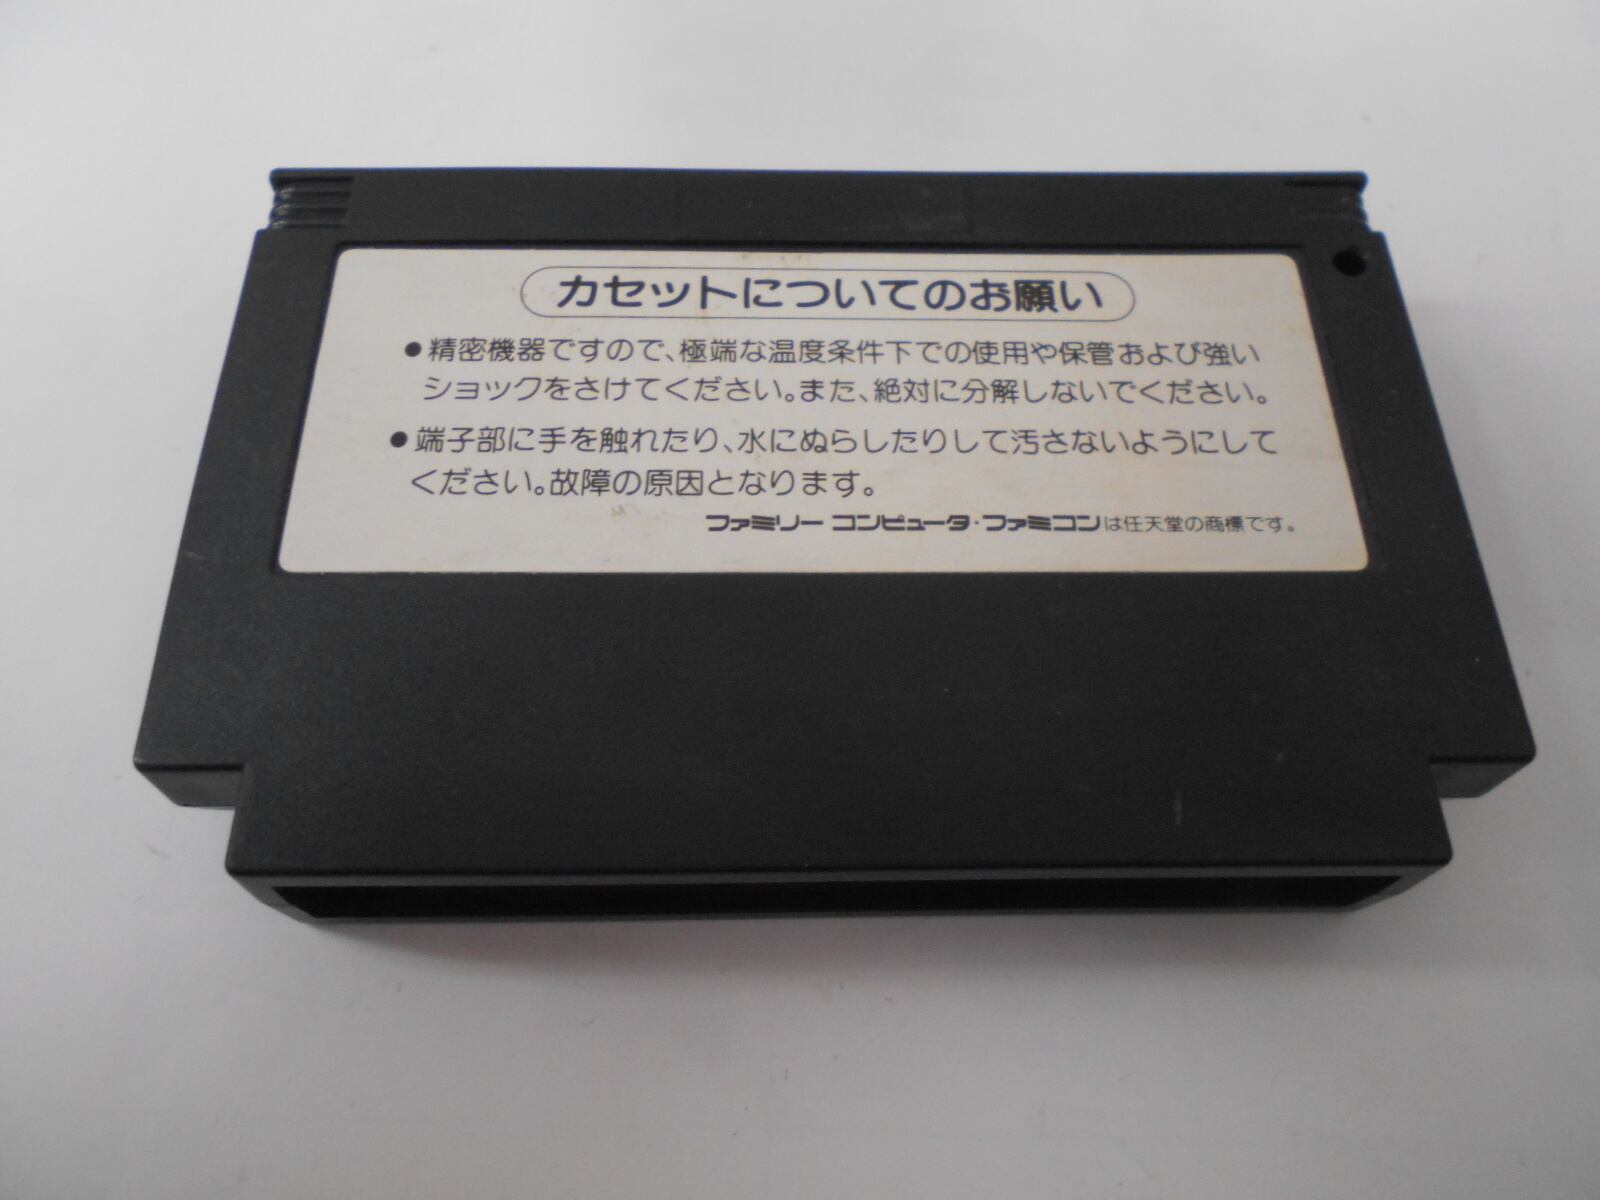 カセットについてのお願い
●精密機器ですので、極端な温度条件下での使用や保管および強い
ショックをさけてください。また、絶対に分解しないでください。
●端子部に手を触れたり、水にぬらしたりして汚さないようにして
ください。故障の原因となります。
ファミリー コンピュータ・ファミコンは任天堂の商標です。